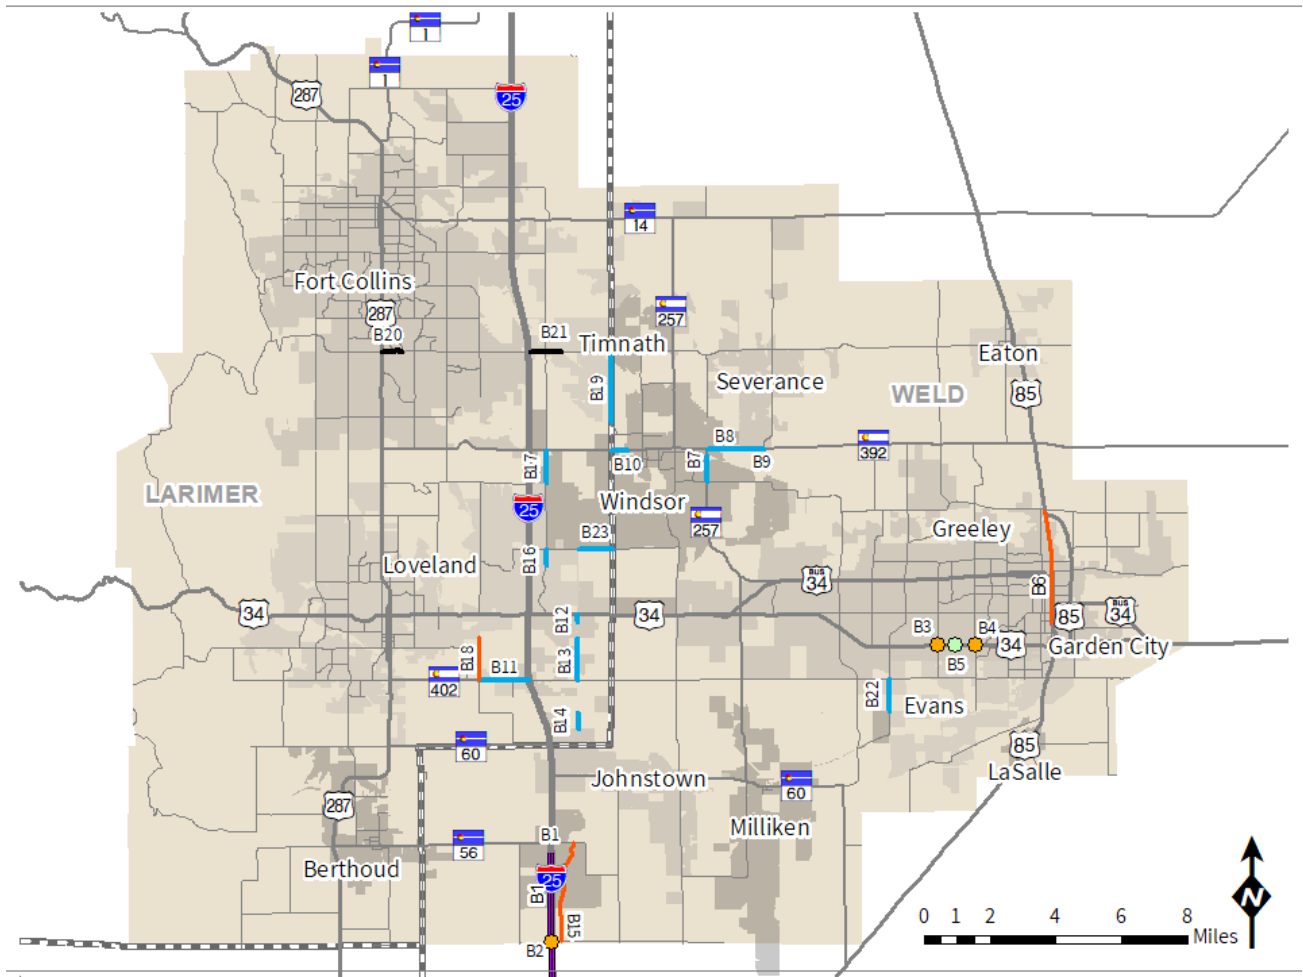 1
1
287
25
14
Fort Collins
257
287
B20
B21
Timnath
Eaton
B19
Severance
85
WELD
B8
392
B17
B10
B7
B9
LARIMER
Windsor
25
257
Greeley
B23
B16
Loveland
BUS
34
B6
34
B12
34
85
BUS
34
B3
B4
34
Garden City
B18
B11
B13
B5
402
B22
Evans
B14
60
85
Johnstown
LaSalle
60
287
Milliken
B1
56
Berthoud
25
B1
B15
B2
N
0 1 2 4 6 8
Miles